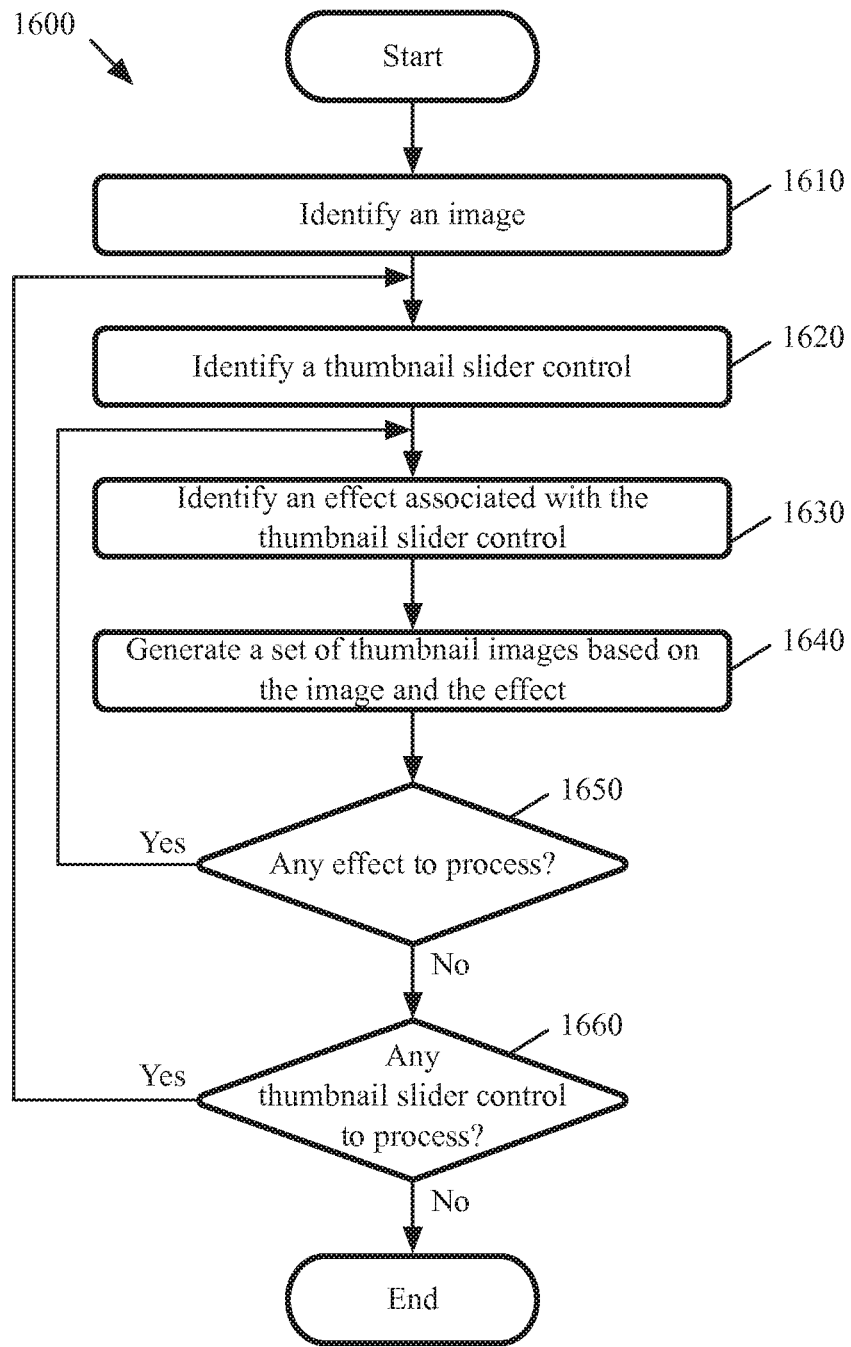 1600
Start
1610
Identify an image
1620
Identify a thumbnail slider control
Identify an effect associated with the
thumbnail slider control
1630
Generate a set of thumbnail images based on
the image and the effect
1640
1650
Yes
Any effect to process?
No
1660
Yes
Any
thumbnail slider control
to process?
No
End